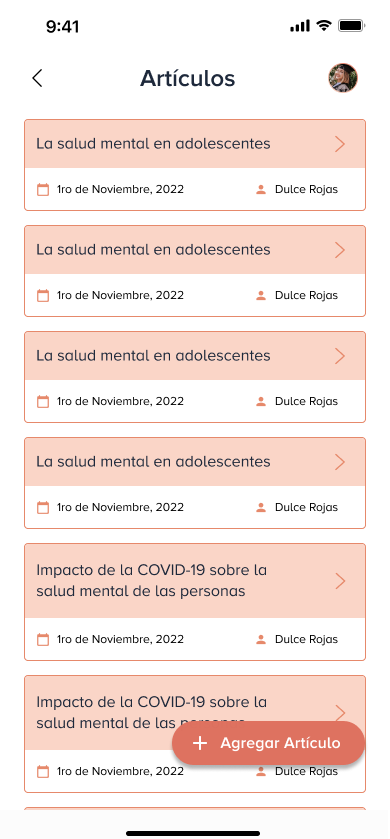 9:41
Artículos
La salud mental en adolescentes
1ro de Noviembre, 2022 Dulce Rojas
La salud mental en adolescentes
1ro de Noviembre, 2022 Dulce Rojas
La salud mental en adolescentes
1ro de Noviembre, 2022 Dulce Rojas
La salud mental en adolescentes
1ro de Noviembre, 2022 Dulce Rojas
Impacto de la COVID-19 sobre la
salud mental de las personas
1ro de Noviembre, 2022 Dulce Rojas
Impacto de la COVID-19 sobre la
salud mental de las personas
Agregar Artículo
1ro de Noviembre, 2022 Dulce Rojas